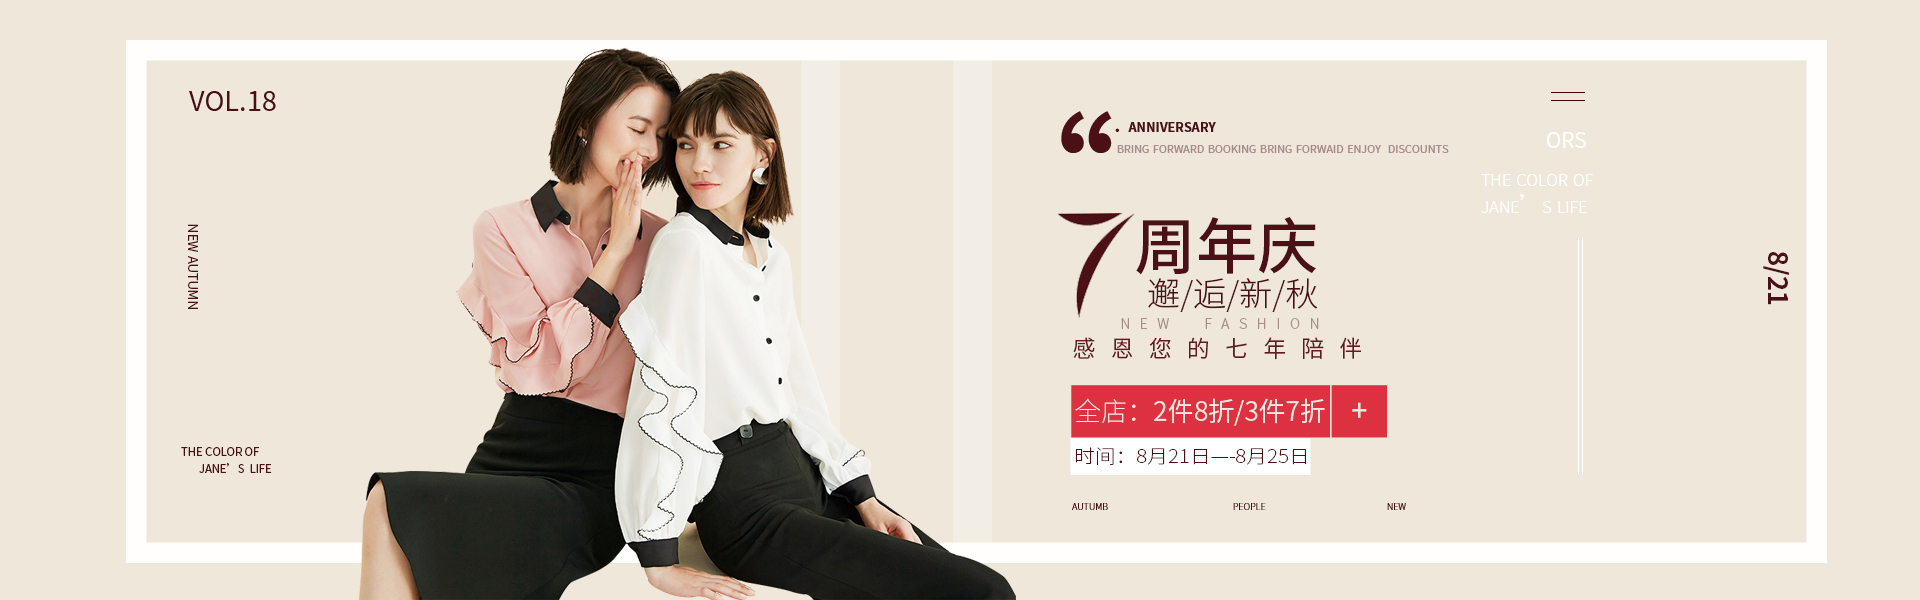 VOL.18
NEW AUTUMN
THE COLOR OF
JANE’S LIFE
“. ANNIVERSARY
BRING FORWARD BOOKING BRING FORWAID ENJOY DISCOUNTS
7周年庆
邂/逅/新/秋
NEW FASHION
感恩您的七年陪伴
全店：2件8折/3件7折 +
时间：8月21日—-8月25日
AUTUMB PEOPLE NEW
ORS
THE COLOR OF
JANE’ S LIFE
8/21